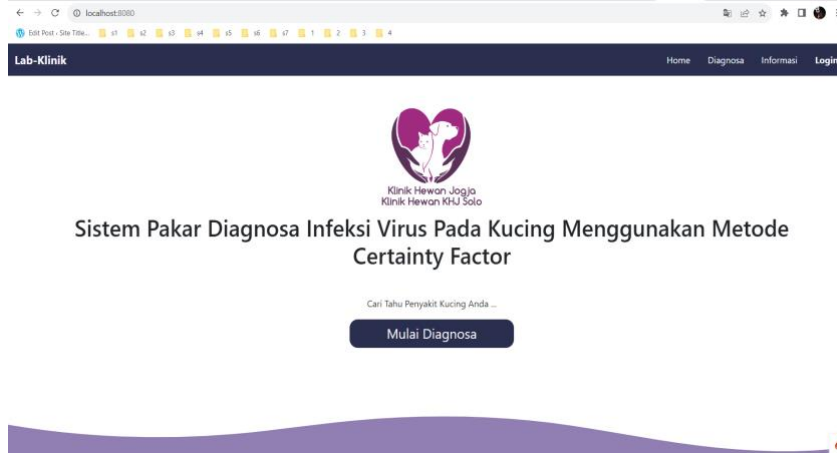 localhost:8080
Edit Post ‹ Site Title... s1 s2 s3 s4 s5 s6 s7 1 2 3 4
Lab-Klinik Home Diagnosa Informasi Login
Klinik Hewan Jogja
Klinik Hewan KHJ Solo
Sistem Pakar Diagnosa Infeksi Virus Pada Kucing Menggunakan Metode
Certainty Factor
Cari Tahu Penyakit Kucing Anda ...
Mulai Diagnosa